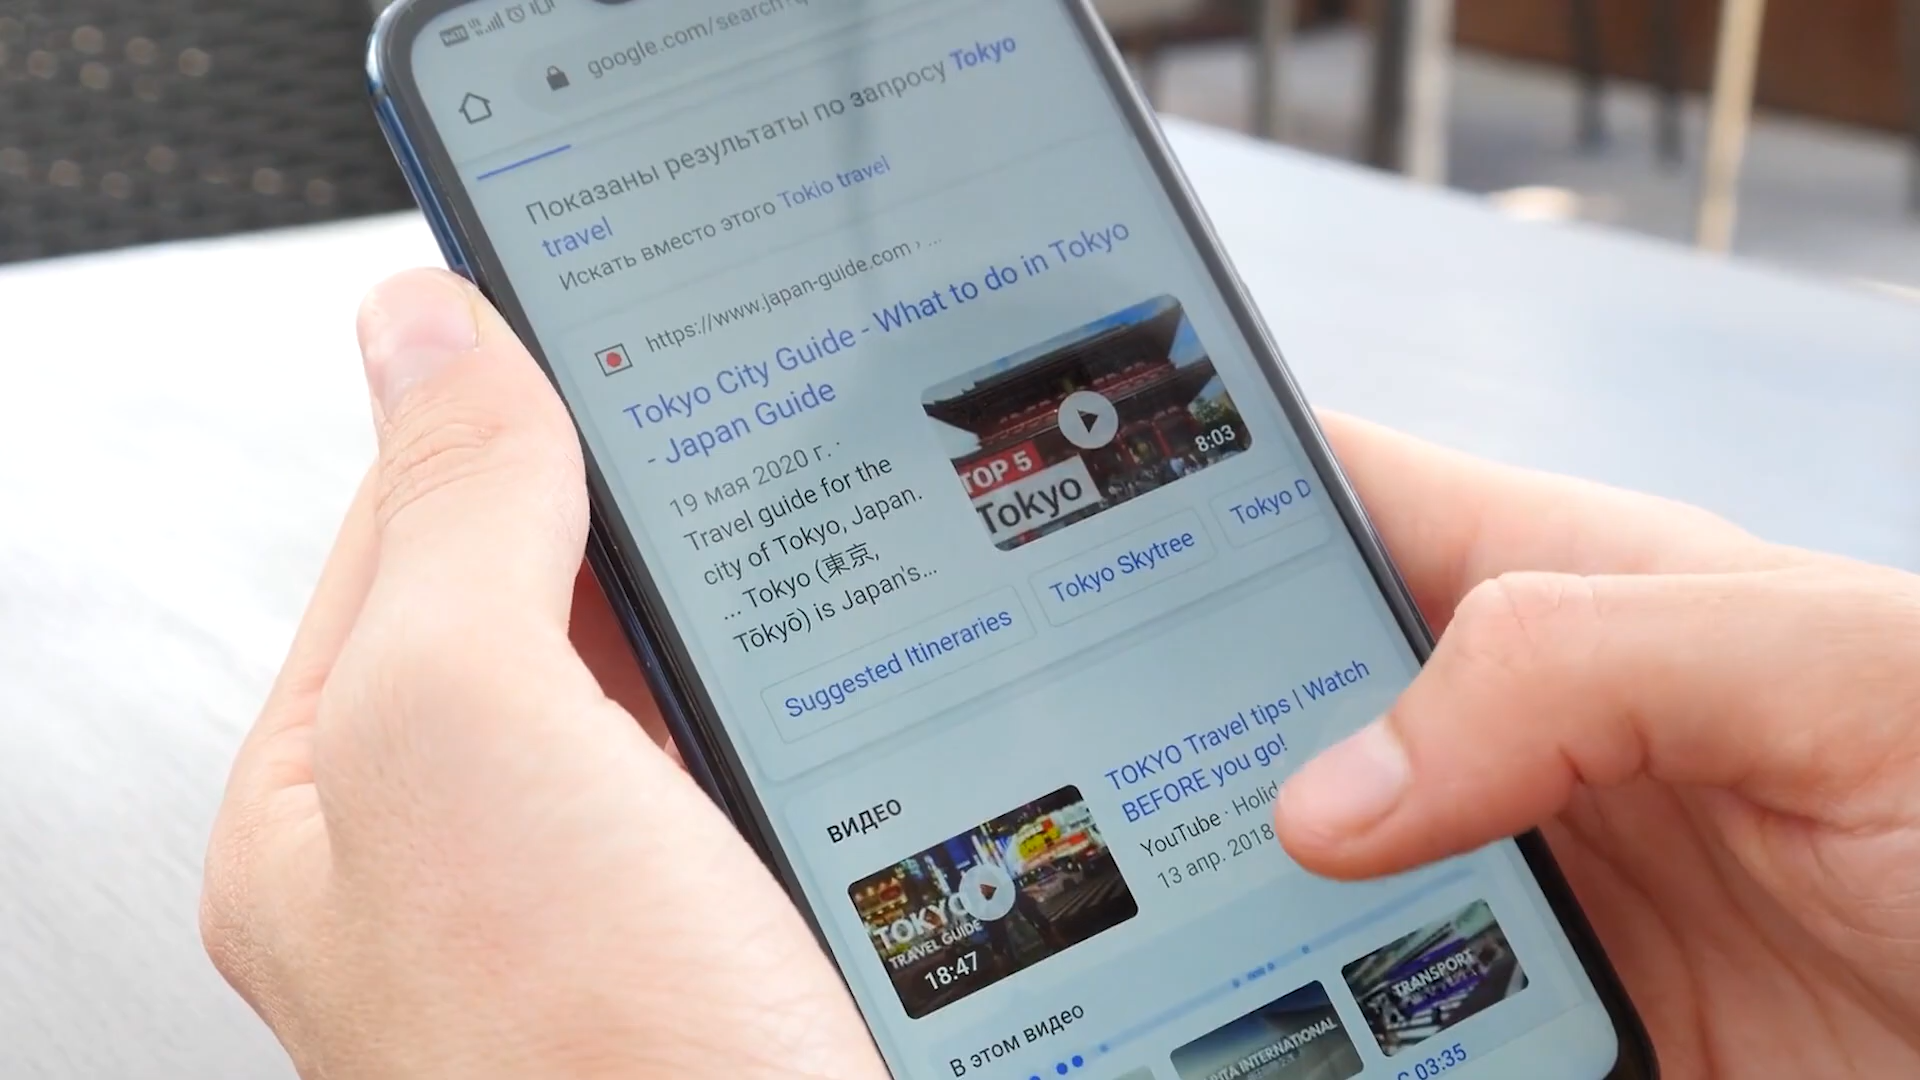 google.com/search?q
Показаны результаты по запросу Tokyo
travel
Искать вместо этого Tokio travel
https://www.japan-guide.com › ...
Tokyo City Guide - What to do in Tokyo
- Japan Guide
19 мая 2020 г. ·
Travel guide for the
city of Tokyo, Japan.
... Tokyo (東京,
Tōkyō) is Japan's...
TOP 5
Tokyo
8:03
Suggested Itineraries
Tokyo Skytree
Tokyo D
ВИДЕО
TOKYO Travel tips | Watch
BEFORE you go!
YouTube · Holid
13 апр. 2018
TOKYO
TRAVEL GUIDE
18:47
В этом видео
INTERNATIONAL
TRANSPORT
С 03:35